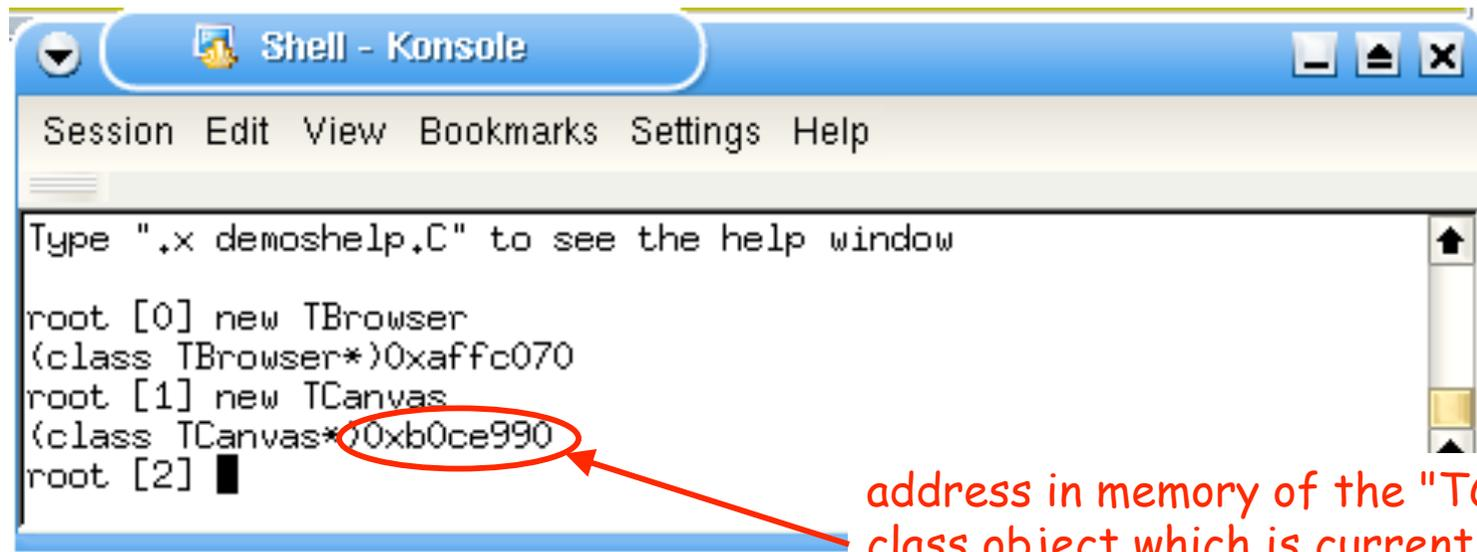 Shell - Konsole
Session Edit View Bookmarks Settings Help
Type ".x demoshelp.C" to see the help window
root [0] new TBrowser
(class TBrowser*)0xaffc070
root [1] new TCanvas
(class TCanvas*)0xb0ce990
root [2]
address in memory of the
class object which is